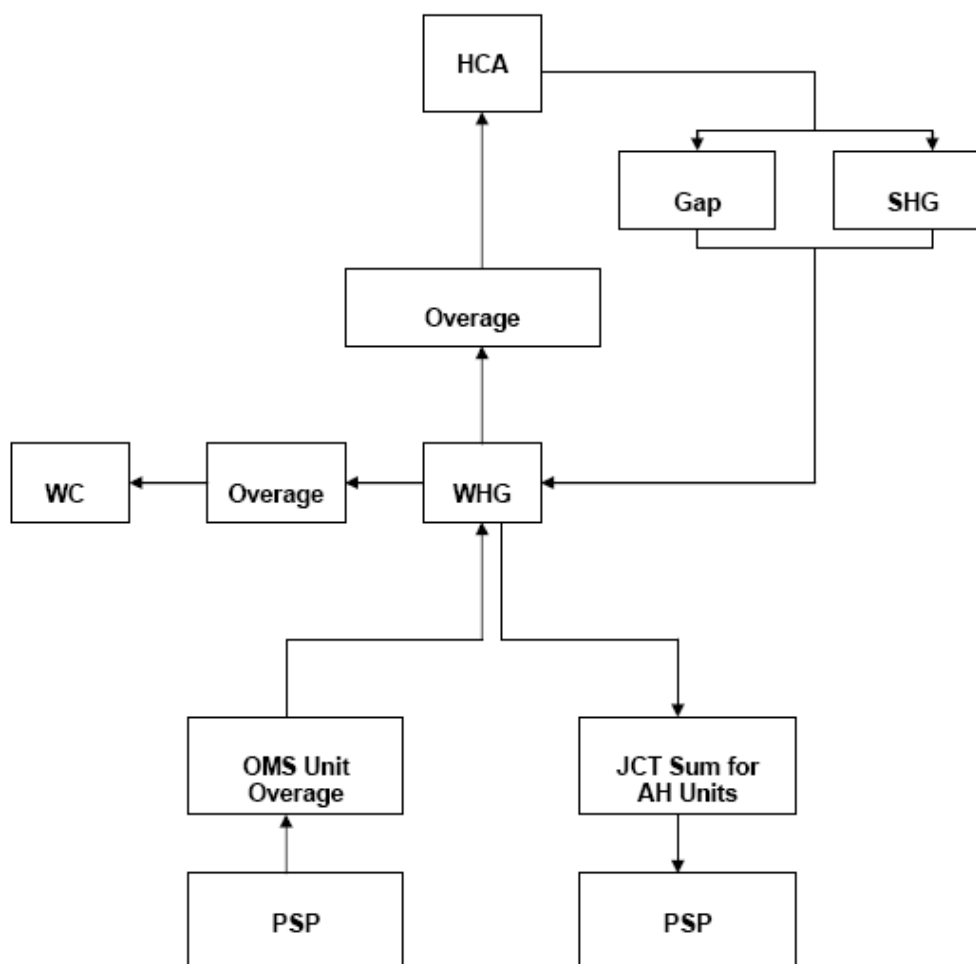 HCA
Gap
SHG
Overage
WC
Overage
WHG
OMS Unit
Overage
JCT Sum for
AH Units
PSP
PSP